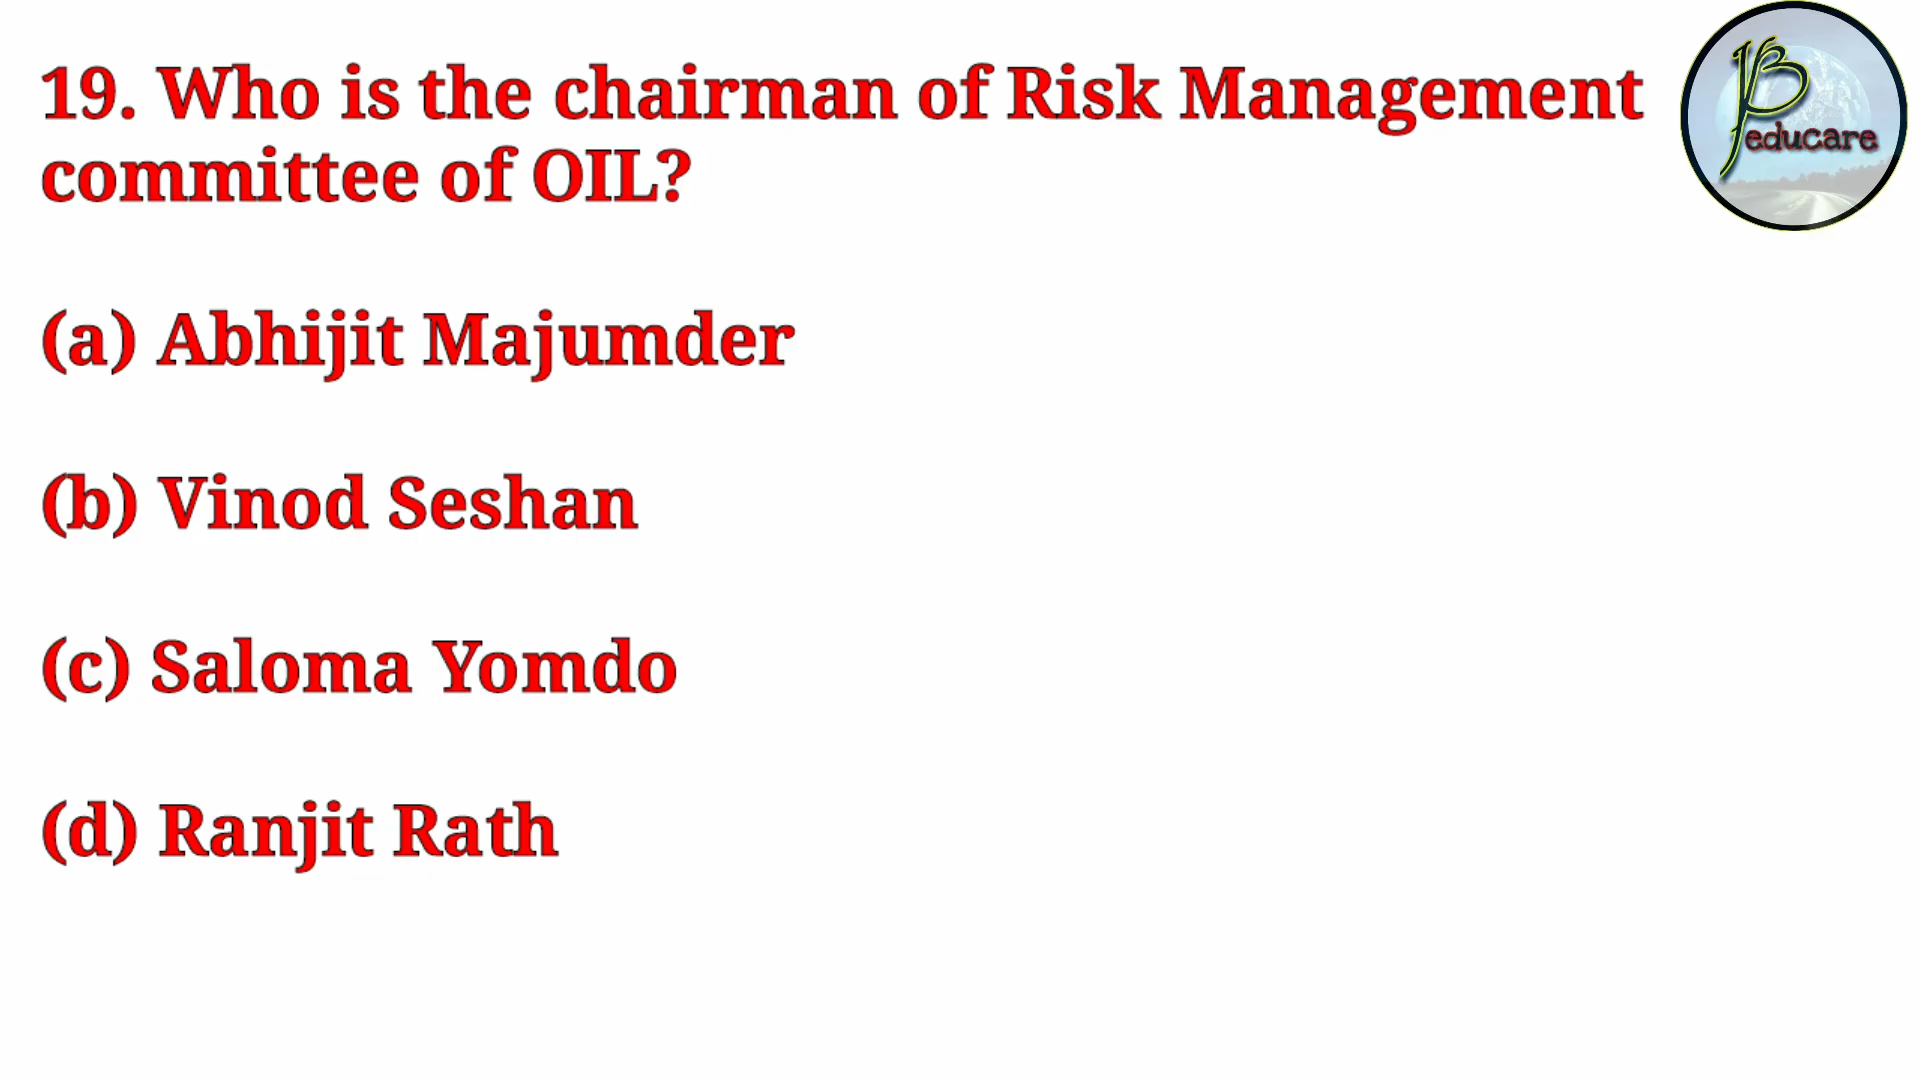 19. Who is the chairman of Risk Management
committee of OIL?
(a) Abhijit Majumder
(b) Vinod Seshan
(c) Saloma Yomdo
(d) Ranjit Rath
educare